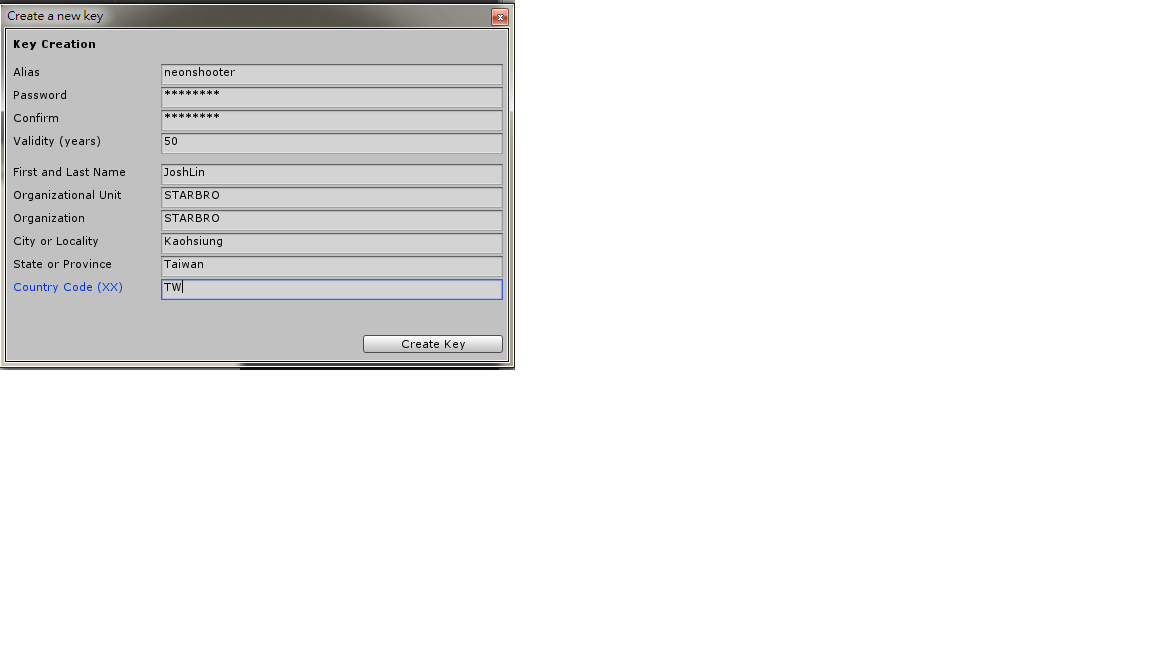 Create a new key
Key Creation
Alias neonshooter
Password ********
Confirm ********
Validity (years) 50
First and Last Name JoshLin
Organizational Unit STARBRO
Organization STARBRO
City or Locality Kaohsiung
State or Province Taiwan
Country Code (XX) TW
Create Key